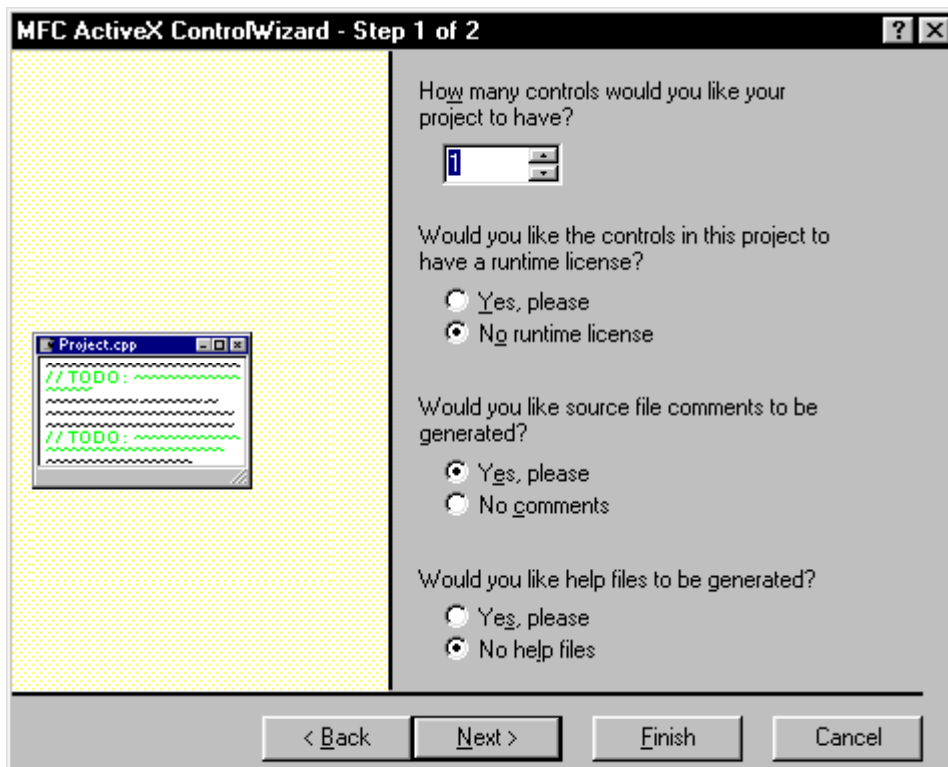 MFC ActiveX ControlWizard - Step 1 of 2
How many controls would you like your
project to have?
1
Would you like the controls in this project to
have a runtime license?
Yes, please
No runtime license
Project.cpp
// TODO:
// TODO:
Would you like source file comments to be
generated?
Yes, please
No comments
Would you like help files to be generated?
Yes, please
No help files
< Back
Next >
Finish
Cancel